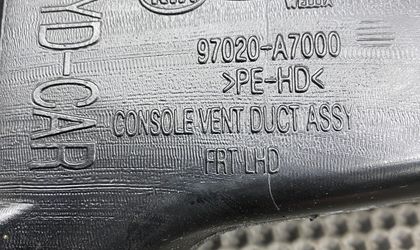 97020-A7000
>PE-HD<
CONSOLE VENT DUCT ASSY
FRT LHD
YD-CAR